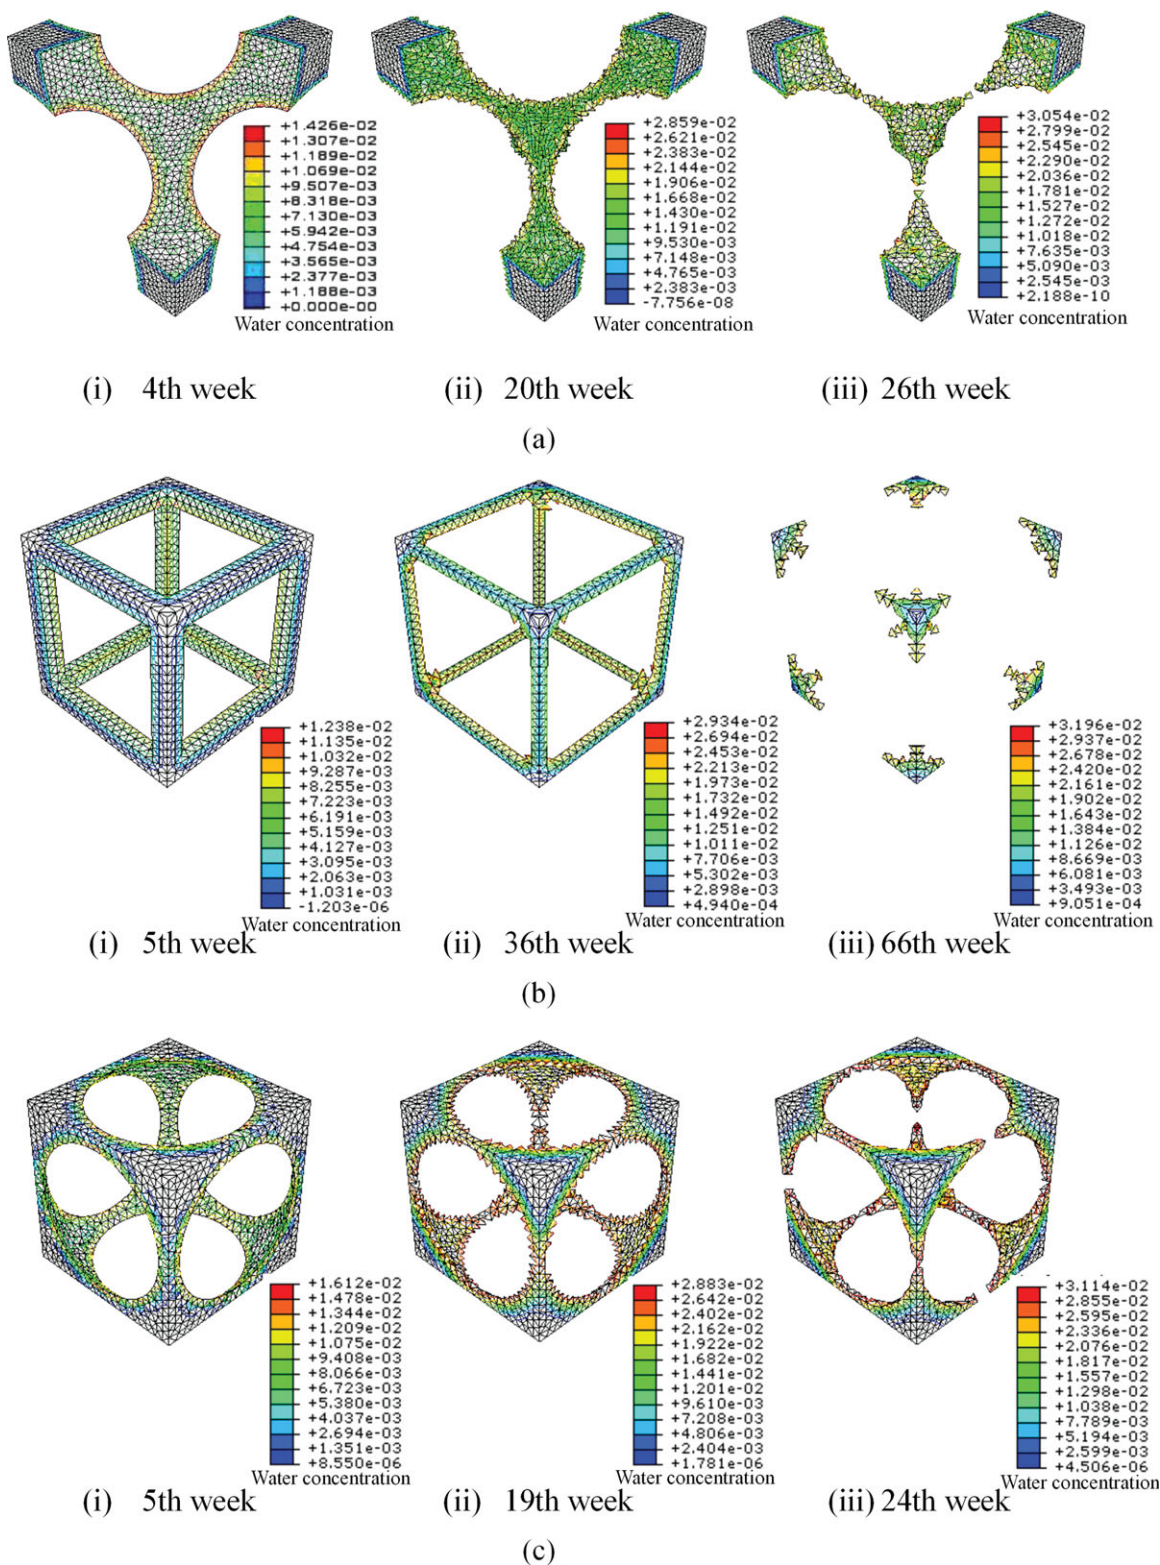 +1.426e-02
+1.307e-02
+1.189e-02
+1.069e-02
+9.507e-03
+8.318e-03
+7.130e-03
+5.942e-03
+4.754e-03
+3.565e-03
+2.377e-03
+1.188e-03
+0.000e-00
Water concentration
+2.859e-02
+2.621e-02
+2.383e-02
+2.144e-02
+1.906e-02
+1.668e-02
+1.430e-02
+1.191e-02
+9.530e-03
+7.148e-03
+4.765e-03
+2.383e-03
-7.756e-08
Water concentration
+3.054e-02
+2.799e-02
+2.545e-02
+2.290e-02
+2.036e-02
+1.781e-02
+1.527e-02
+1.272e-02
+1.018e-02
+7.635e-03
+5.090e-03
+2.545e-03
+2.188e-10
Water concentration
(i) 4th week
(ii) 20th week
(iii) 26th week
(a)
+1.238e-02
+1.135e-02
+1.032e-02
+9.287e-03
+8.255e-03
+7.223e-03
+6.191e-03
+5.159e-03
+4.127e-03
+3.095e-03
+2.063e-03
+1.031e-03
-1.203e-06
Water concentration
+2.934e-02
+2.694e-02
+2.453e-02
+2.213e-02
+1.973e-02
+1.732e-02
+1.492e-02
+1.251e-02
+1.011e-02
+7.706e-03
+5.302e-03
+2.898e-03
+4.940e-04
Water concentration
+3.196e-02
+2.937e-02
+2.678e-02
+2.420e-02
+2.161e-02
+1.902e-02
+1.643e-02
+1.384e-02
+1.126e-02
+8.669e-03
+6.081e-03
+3.493e-03
+9.051e-04
Water concentration
(i) 5th week
(ii) 36th week
(iii) 66th week
(b)
+1.612e-02
+1.478e-02
+1.344e-02
+1.209e-02
+1.075e-02
+9.408e-03
+8.066e-03
+6.723e-03
+5.380e-03
+4.037e-03
+2.694e-03
+1.351e-03
+8.550e-06
Water concentration
+2.883e-02
+2.642e-02
+2.402e-02
+2.162e-02
+1.922e-02
+1.682e-02
+1.441e-02
+1.201e-02
+9.610e-03
+7.208e-03
+4.806e-03
+2.404e-03
+1.781e-06
Water concentration
+3.114e-02
+2.855e-02
+2.595e-02
+2.336e-02
+2.076e-02
+1.817e-02
+1.557e-02
+1.298e-02
+1.038e-02
+7.789e-03
+5.194e-03
+2.599e-03
+4.506e-06
Water concentration
(i) 5th week
(ii) 19th week
(iii) 24th week
(c)